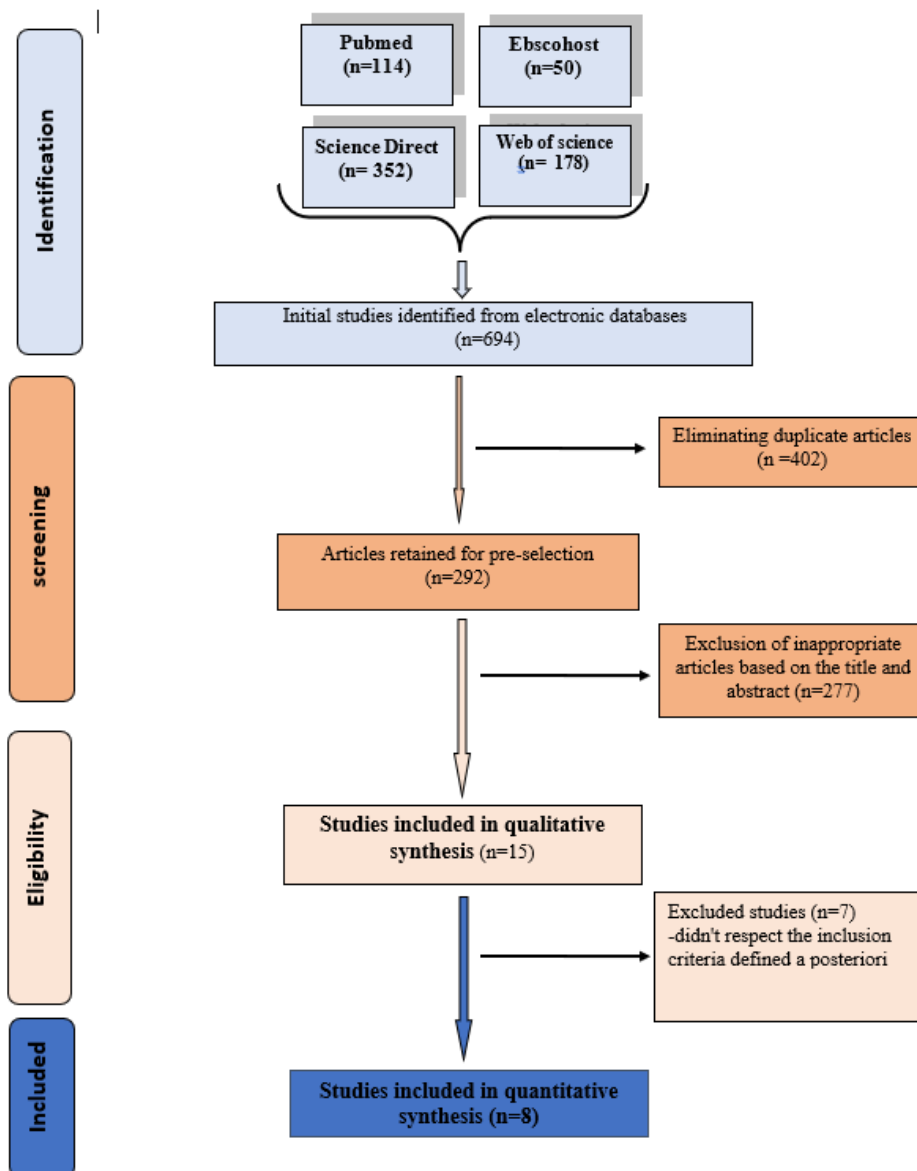 Identification
Pubmed
(n=114)
Ebscohost
(n=50)
Science Direct
(n= 352)
Web of science
(n= 178)
Initial studies identified from electronic databases
(n=694)
screening
Eliminating duplicate articles
(n =402)
Articles retained for pre-selection
(n=292)
Exclusion of inappropriate
articles based on the title and
abstract (n=277)
Eligibility
Studies included in qualitative
synthesis (n=15)
Excluded studies (n=7)
-didn't respect the inclusion
criteria defined a posteriori
Included
Studies included in quantitative
synthesis (n=8)